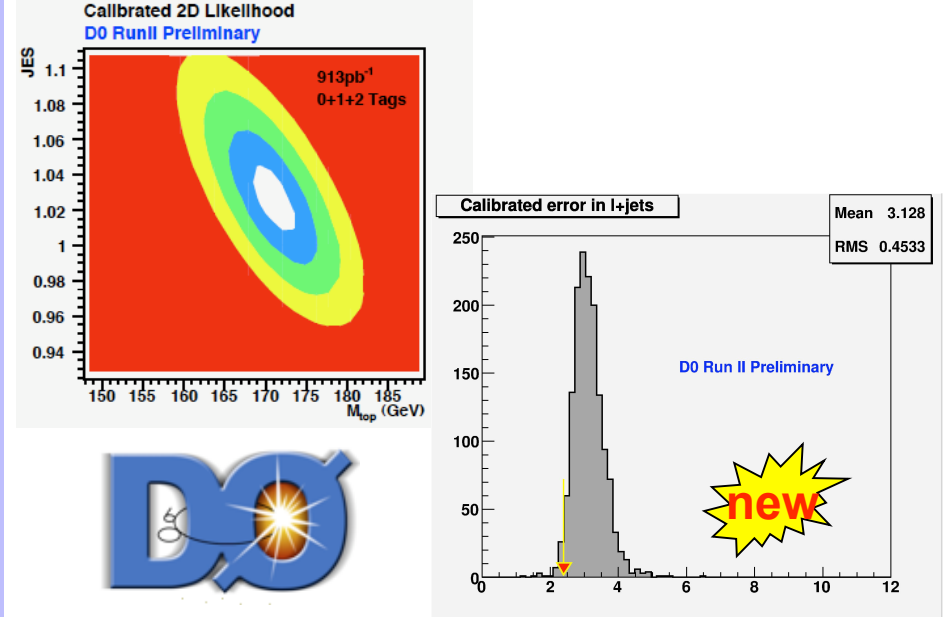 Calibrated 2D Likelihood
D0 RunII Preliminary
JES
1.1
1.08
1.06
1.04
1.02
1
0.98
0.96
0.94
913pb⁻¹
0+1+2 Tags
150 155 160 165 170 175 180 185
M_top (GeV)
Calibrated error in l+jets
Mean 3.128
RMS 0.4533
250
200
150
100
50
0
D0 Run II Preliminary
new
0 2 4 6 8 10 12
DØ